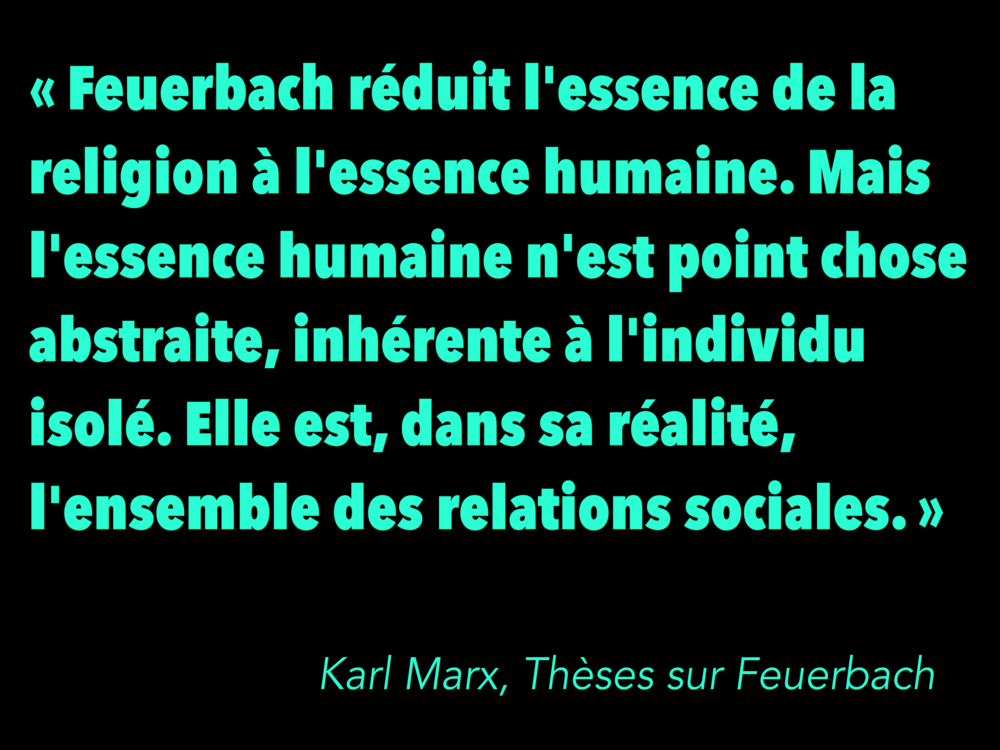 « Feuerbach réduit l'essence de la
religion à l'essence humaine. Mais
l'essence humaine n'est point chose
abstraite, inhérente à l'individu
isolé. Elle est, dans sa réalité,
l'ensemble des relations sociales. »
Karl Marx, Thèses sur Feuerbach